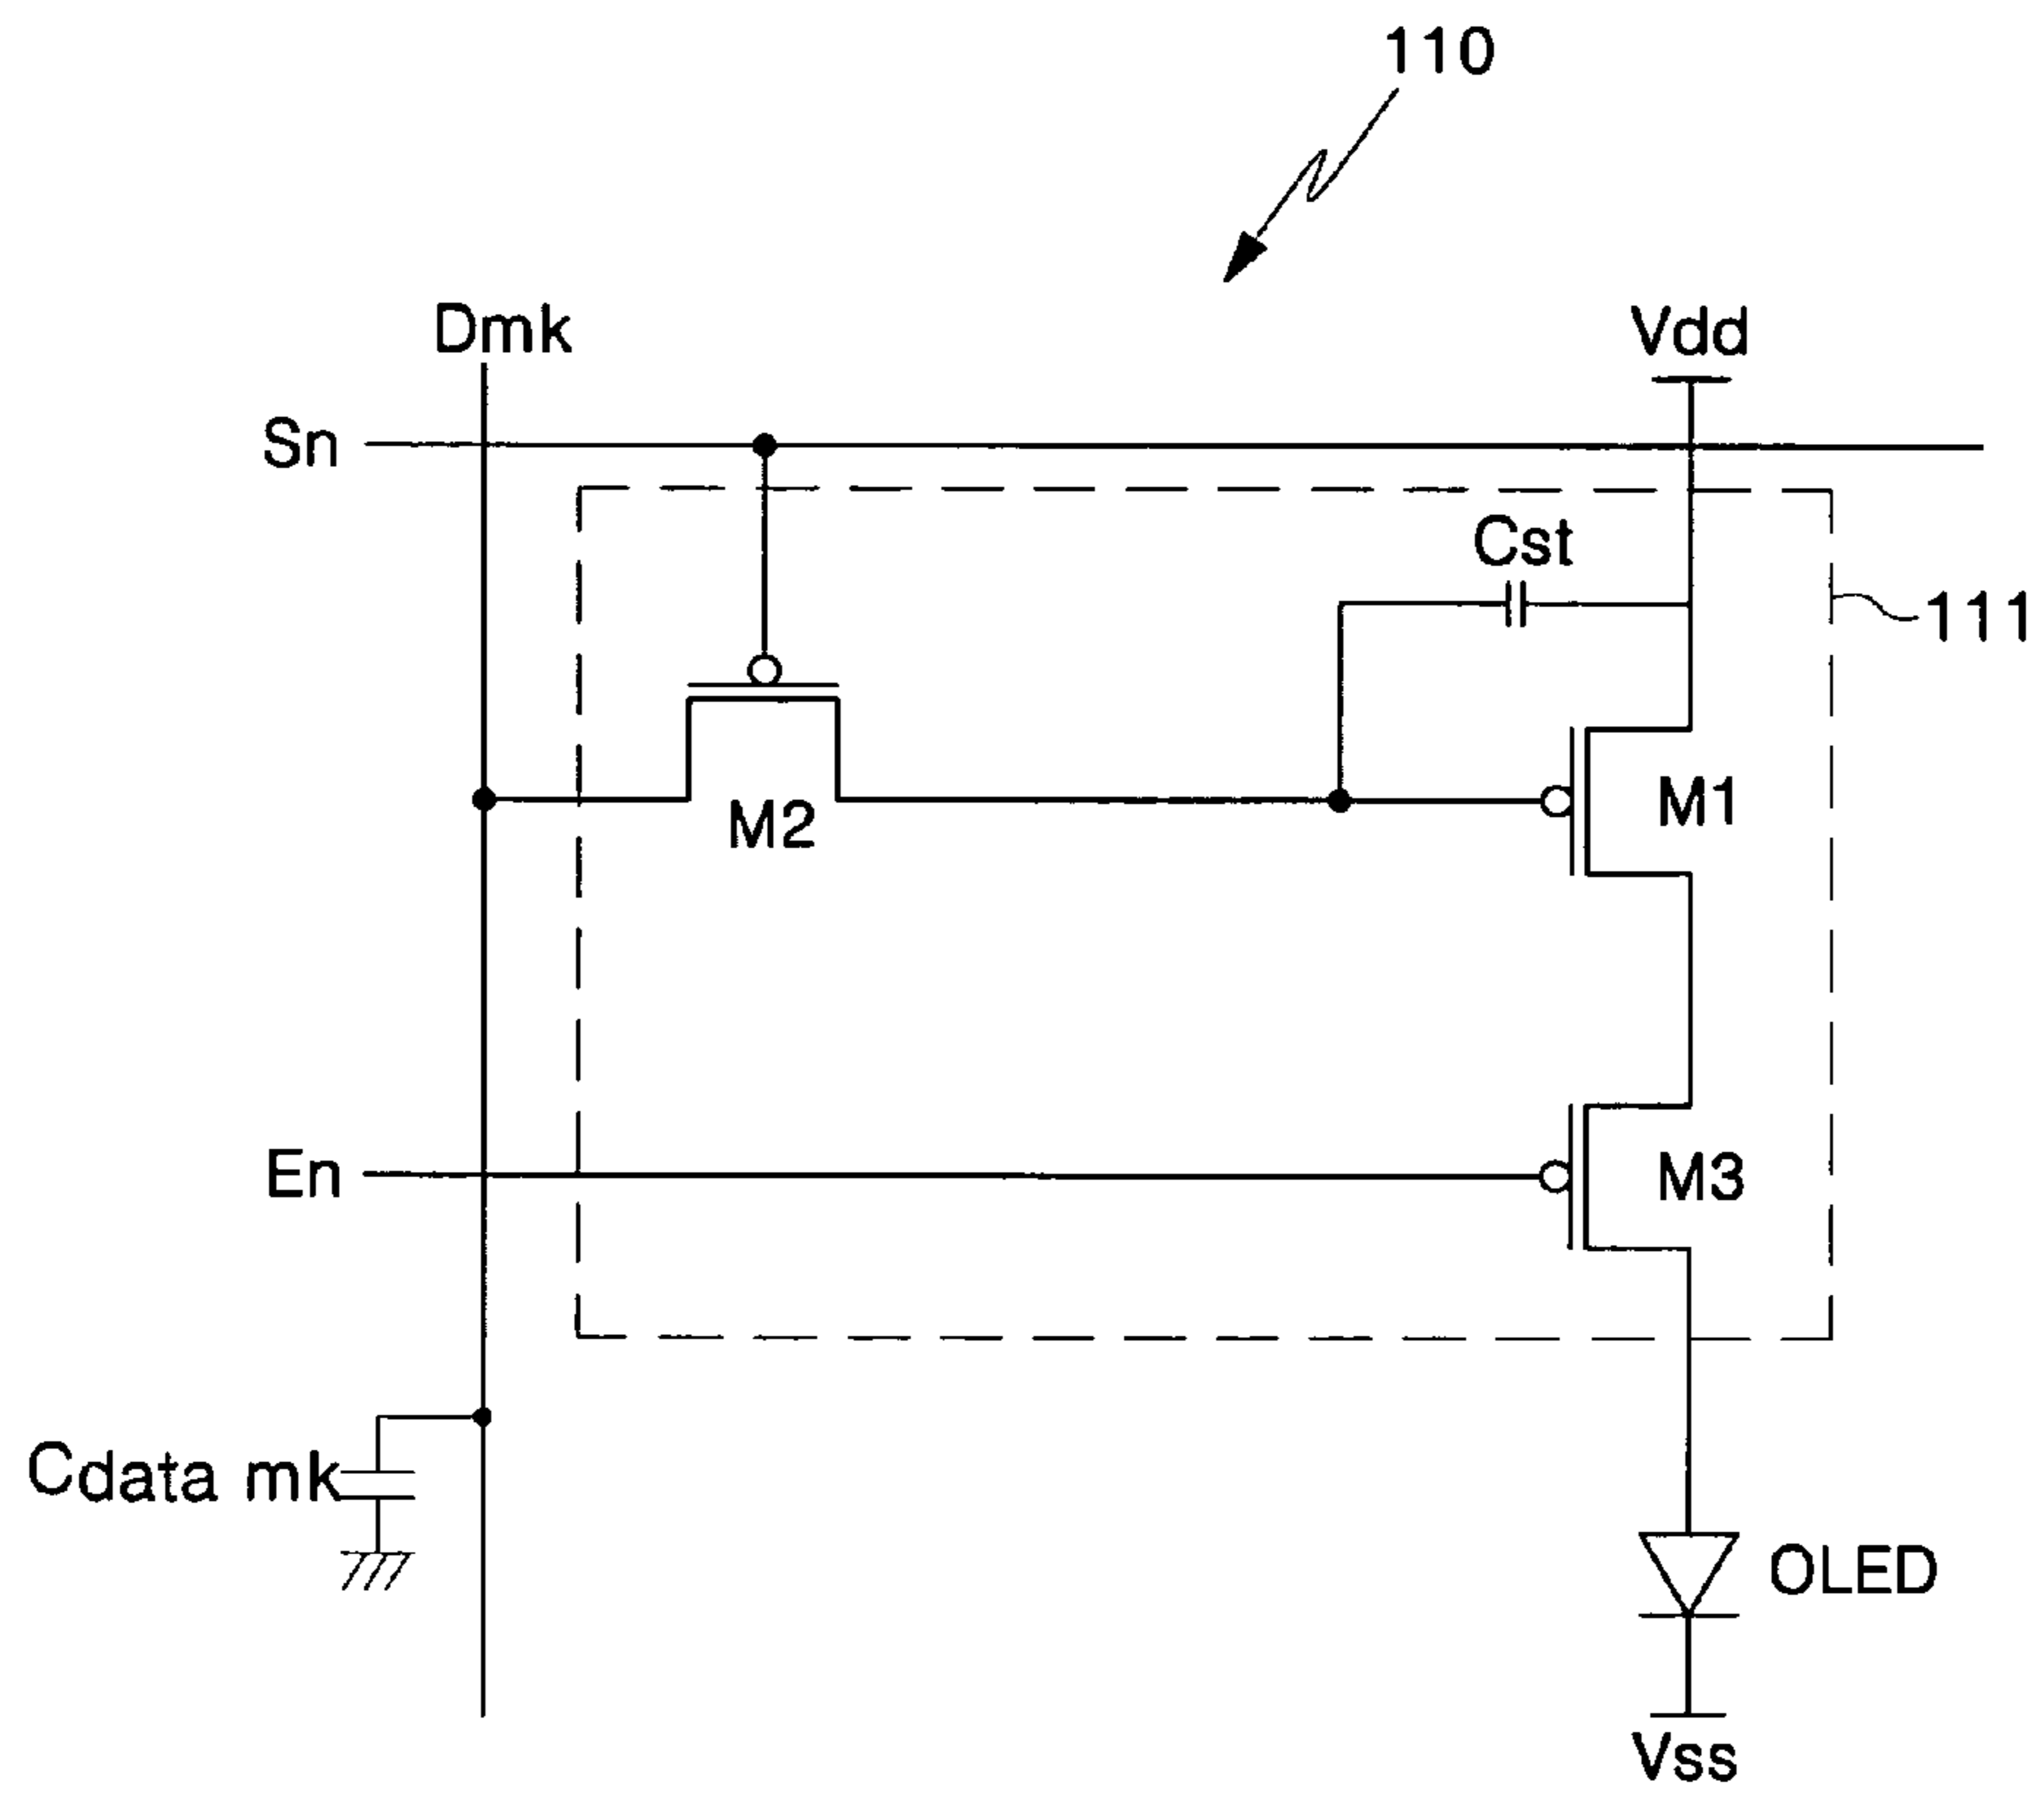 110
Dmk
Vdd
Sn
Cst
111
M2
M1
En
M3
Cdata mk
OLED
Vss